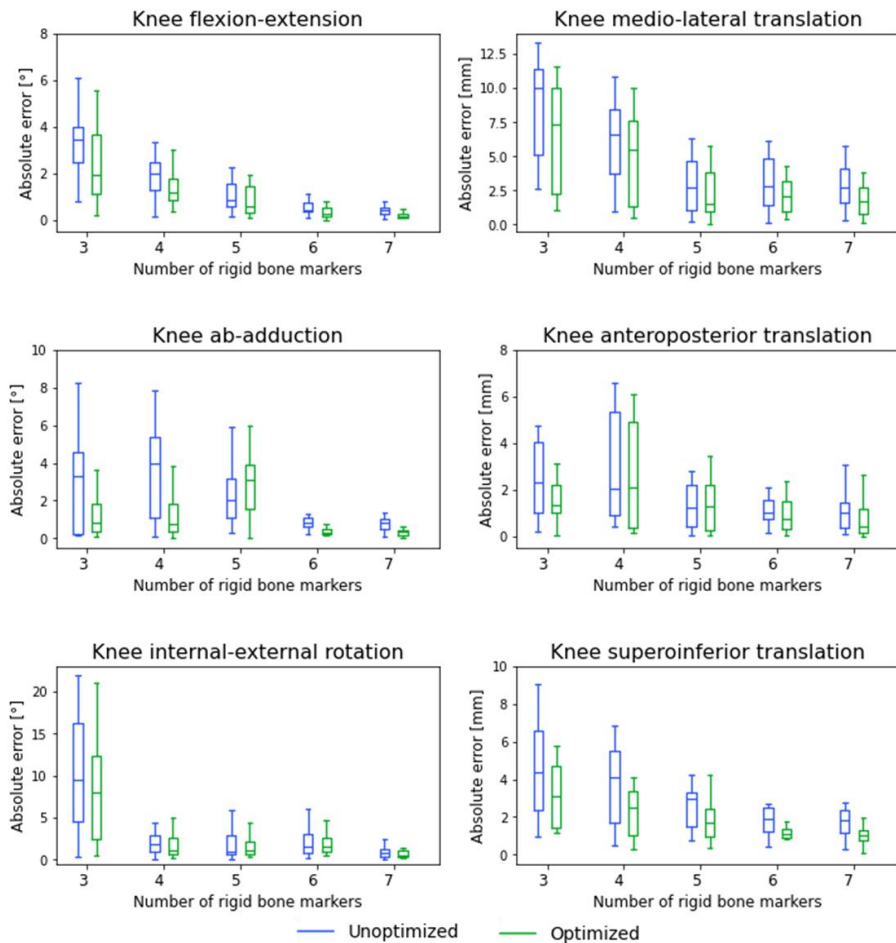 Knee flexion-extension
Absolute error [°]
8
6
4
2
0
3 4 5 6 7
Number of rigid bone markers
Knee medio-lateral translation
Absolute error [mm]
12.5
10.0
7.5
5.0
2.5
0.0
3 4 5 6 7
Number of rigid bone markers
Knee ab-adduction
Absolute error [°]
10
8
6
4
2
0
3 4 5 6 7
Number of rigid bone markers
Knee anteroposterior translation
Absolute error [mm]
8
6
4
2
0
3 4 5 6 7
Number of rigid bone markers
Knee internal-external rotation
Absolute error [°]
20
15
10
5
0
3 4 5 6 7
Number of rigid bone markers
Knee superoinferior translation
Absolute error [mm]
10
8
6
4
2
0
3 4 5 6 7
Number of rigid bone markers
Unoptimized Optimized